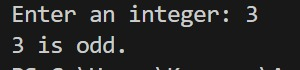 Enter an integer: 3
3 is odd.